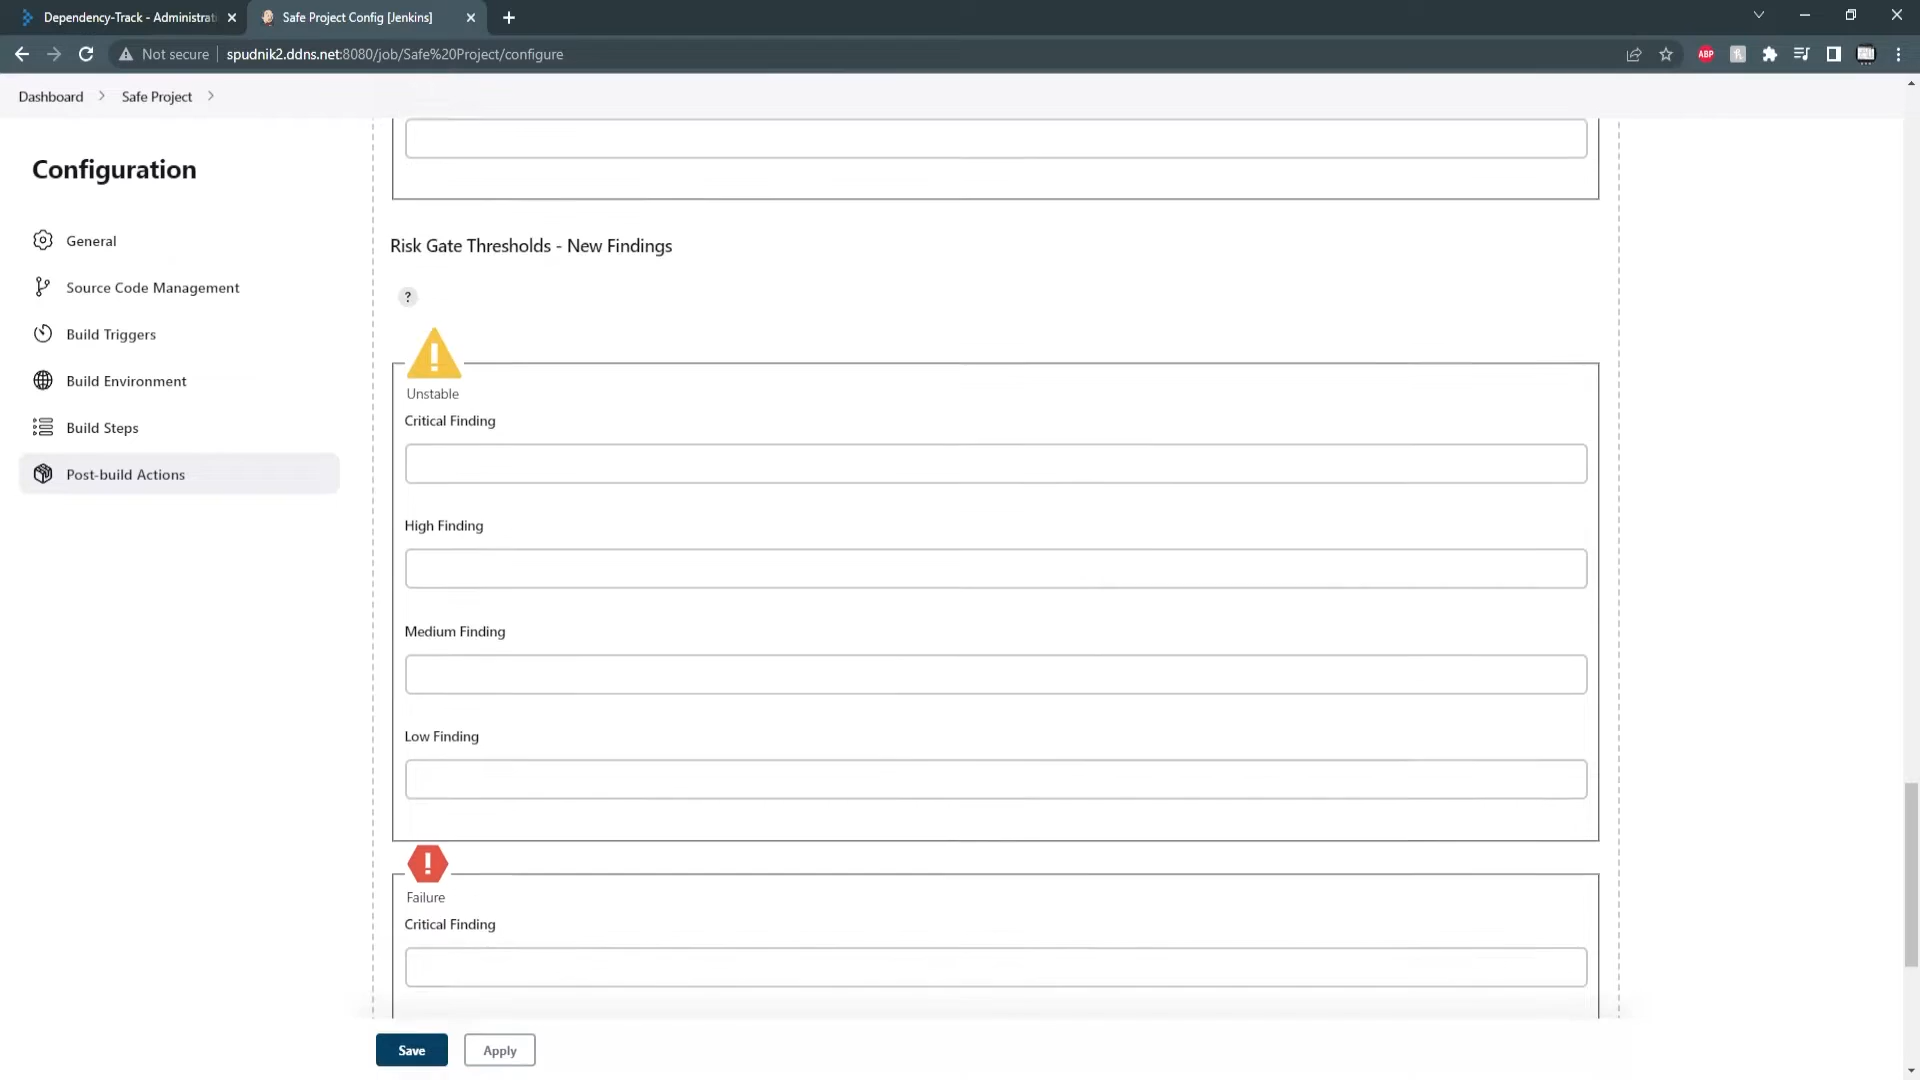 Dependency-Track - Administrati
Safe Project Config [Jenkins]
Not secure
spudnik2.ddns.net:8080/job/Safe%20Project/configure
ABP
Dashboard
Safe Project
Configuration
General
Source Code Management
Build Triggers
Build Environment
Build Steps
Post-build Actions
Risk Gate Thresholds - New Findings
?
Unstable
Critical Finding
High Finding
Medium Finding
Low Finding
Failure
Critical Finding
Save
Apply